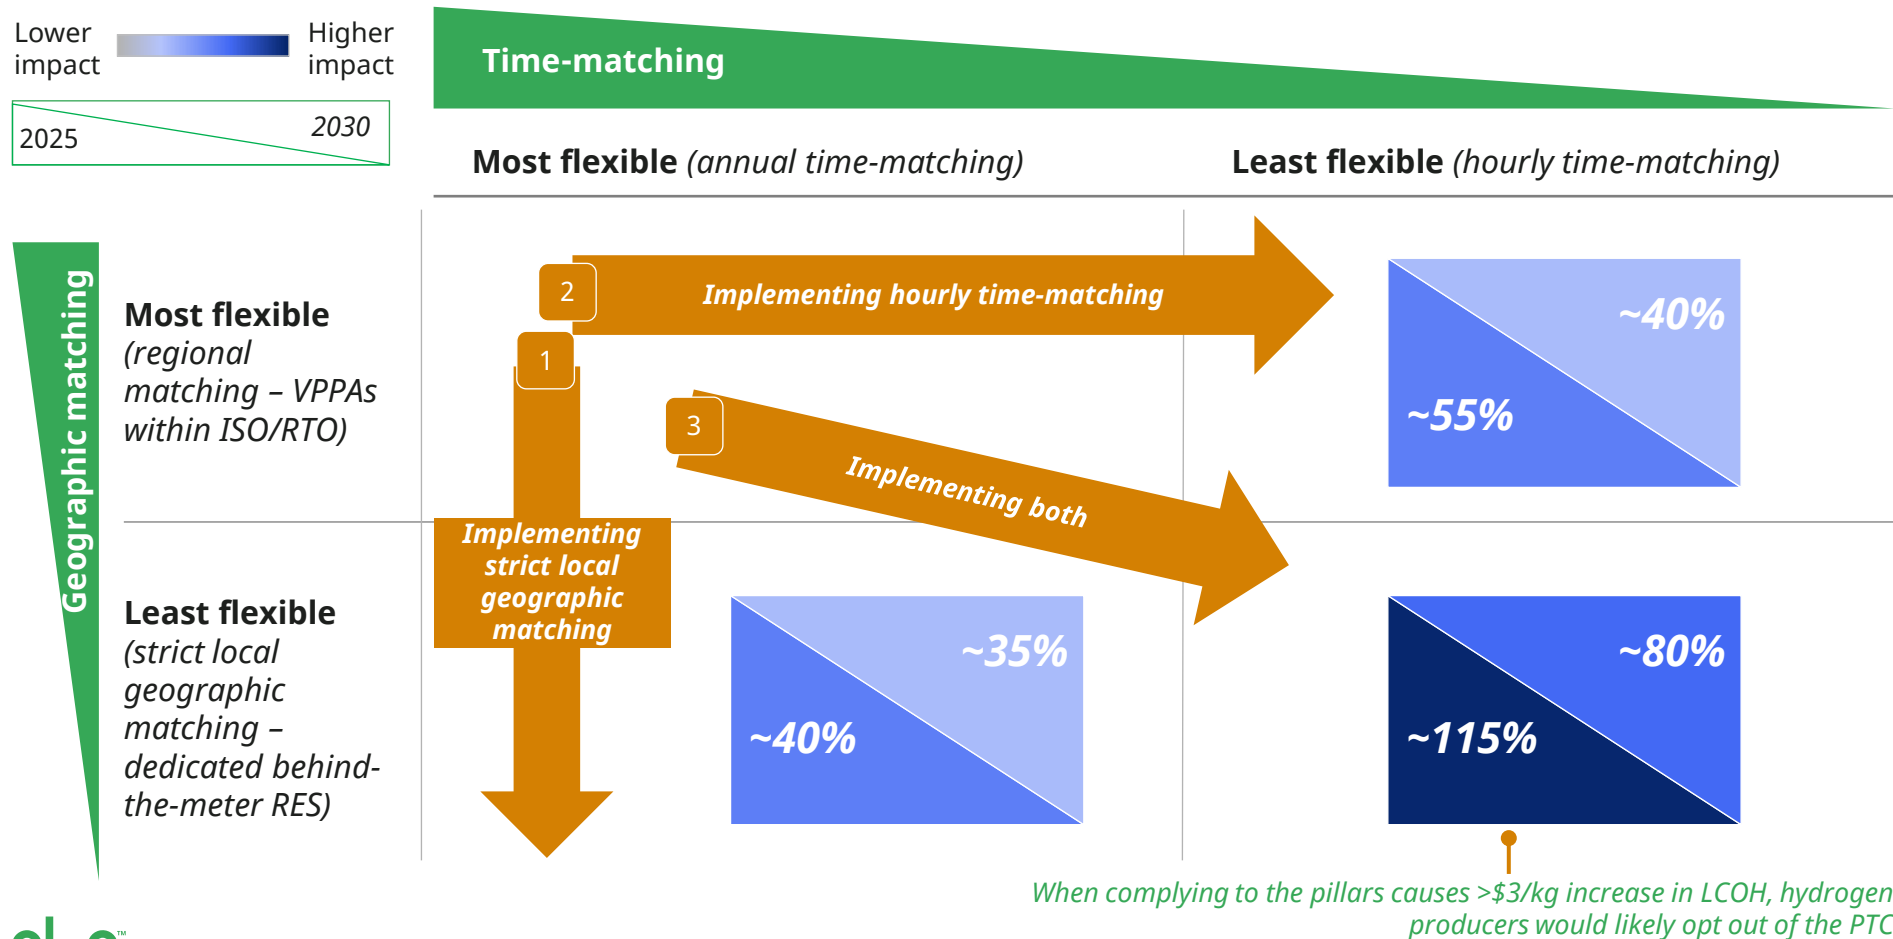 Lower
impact
Higher
impact
2025
2030
Time-matching
Most flexible (annual time-matching)
Least flexible (hourly time-matching)
Geographic matching
Most flexible
(regional
matching – VPPAs
within ISO/RTO)
Least flexible
(strict local
geographic
matching –
dedicated behind-
the-meter RES)
2
Implementing hourly time-matching
1
Implementing
strict local
geographic
matching
3
Implementing both
~40%
~55%
~35%
~40%
~80%
~115%
When complying to the pillars causes >$3/kg increase in LCOH, hydrogen
producers would likely opt out of the PTC